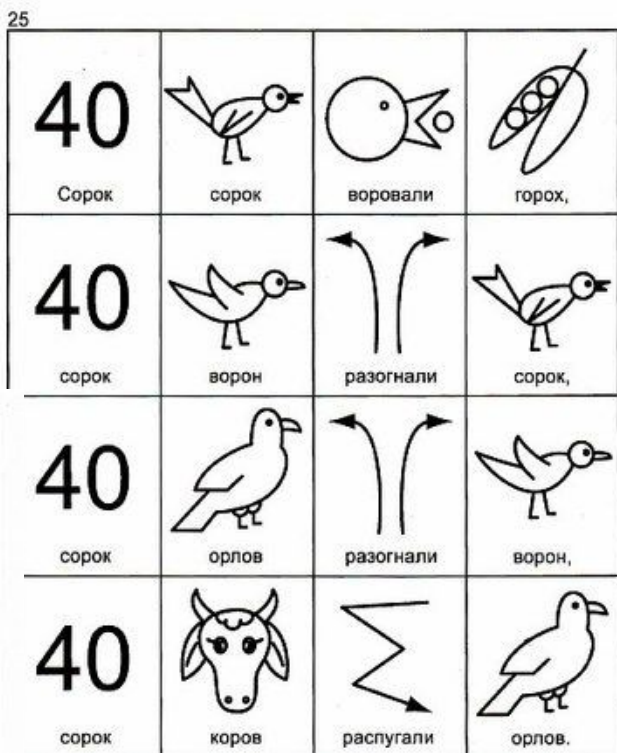 25
40 
Сорок сорок воровали горох,
40
сорок ворон разогнали сорок,
40
сорок орлов разогнали ворон,
40
сорок коров распугали орлов.